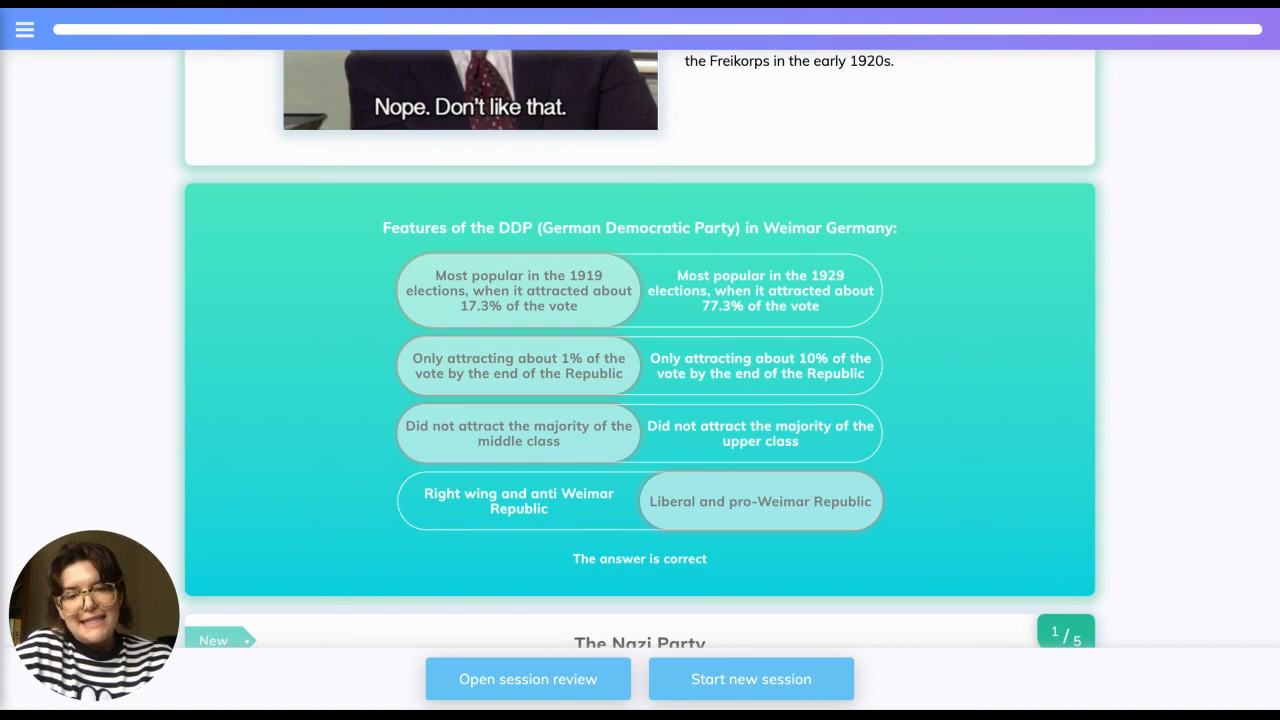 the Freikorps in the early 1920s.
Nope. Don't like that.
Features of the DDP (German Democratic Party) in Weimar Germany:
Most popular in the 1919
elections, when it attracted about
17.3% of the vote
Most popular in the 1929
elections, when it attracted about
77.3% of the vote
Only attracting about 1% of the
vote by the end of the Republic
Only attracting about 10% of the
vote by the end of the Republic
Did not attract the majority of the
middle class
Did not attract the majority of the
upper class
Right wing and anti Weimar
Republic
Liberal and pro-Weimar Republic
The answer is correct
New
The Nazi Party
1 / 5
Open session review
Start new session